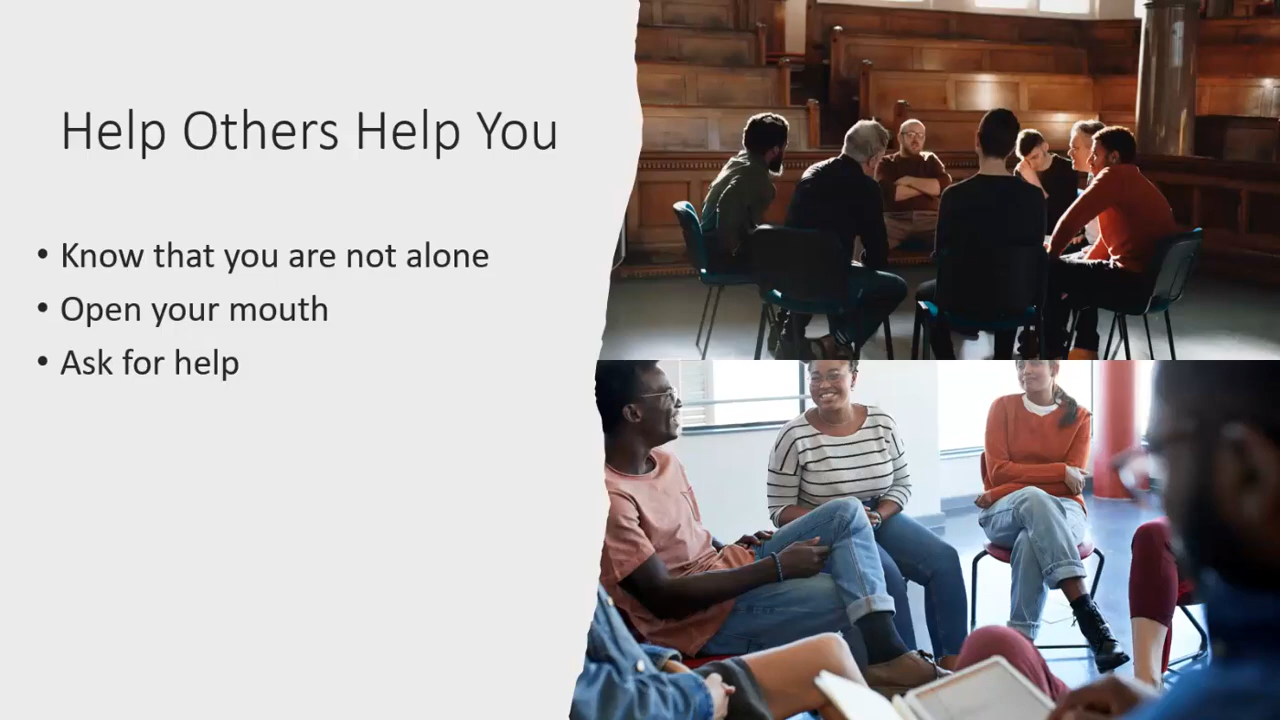 Help Others Help You
• Know that you are not alone
• Open your mouth
• Ask for help